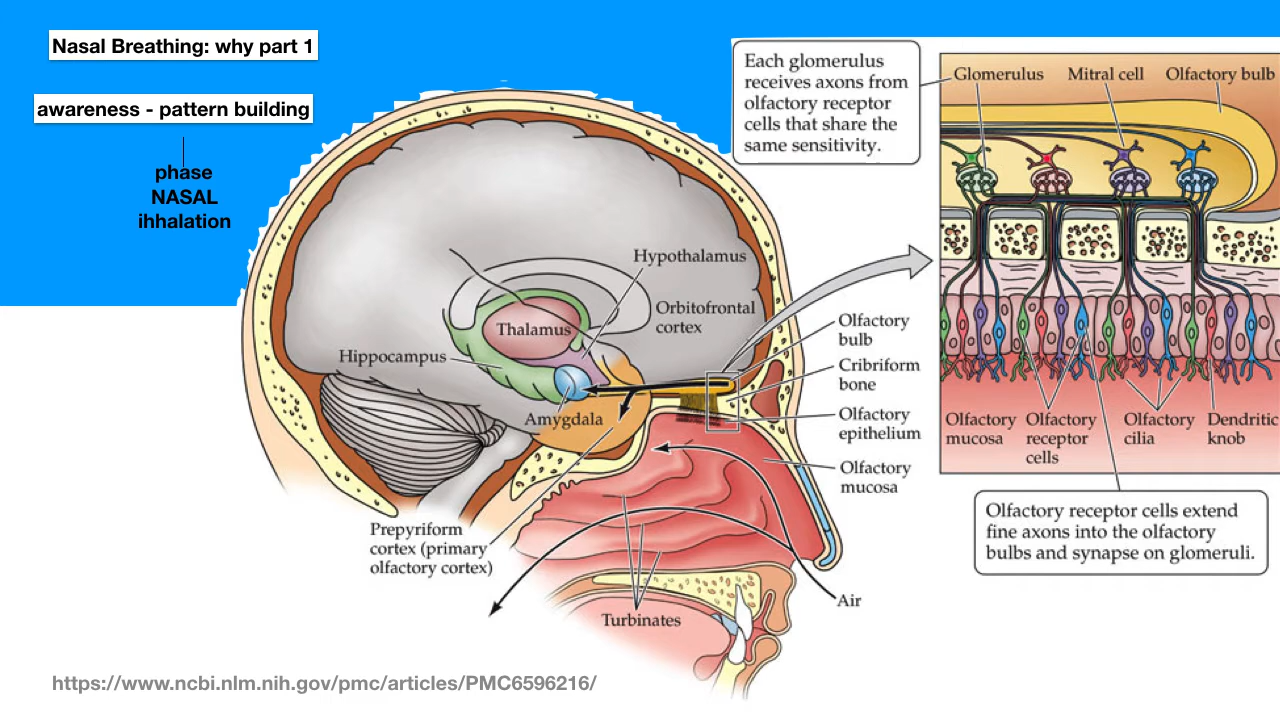 Nasal Breathing: why part 1
awareness - pattern building
phase
NASAL
ihhalation
Each glomerulus
receives axons from
olfactory receptor
cells that share the
same sensitivity.
Glomerulus
Mitral cell
Olfactory bulb
Hypothalamus
Orbitofrontal
cortex
Thalamus
Hippocampus
Amygdala
Olfactory
bulb
Cribriform
bone
Olfactory
epithelium
Olfactory
mucosa
Olfactory
mucosa
Olfactory
receptor
cells
Olfactory
cilia
Dendritic
knob
Olfactory receptor cells extend
fine axons into the olfactory
bulbs and synapse on glomeruli.
Prepyriform
cortex (primary
olfactory cortex)
Air
Turbinates
https://www.ncbi.nlm.nih.gov/pmc/articles/PMC6596216/